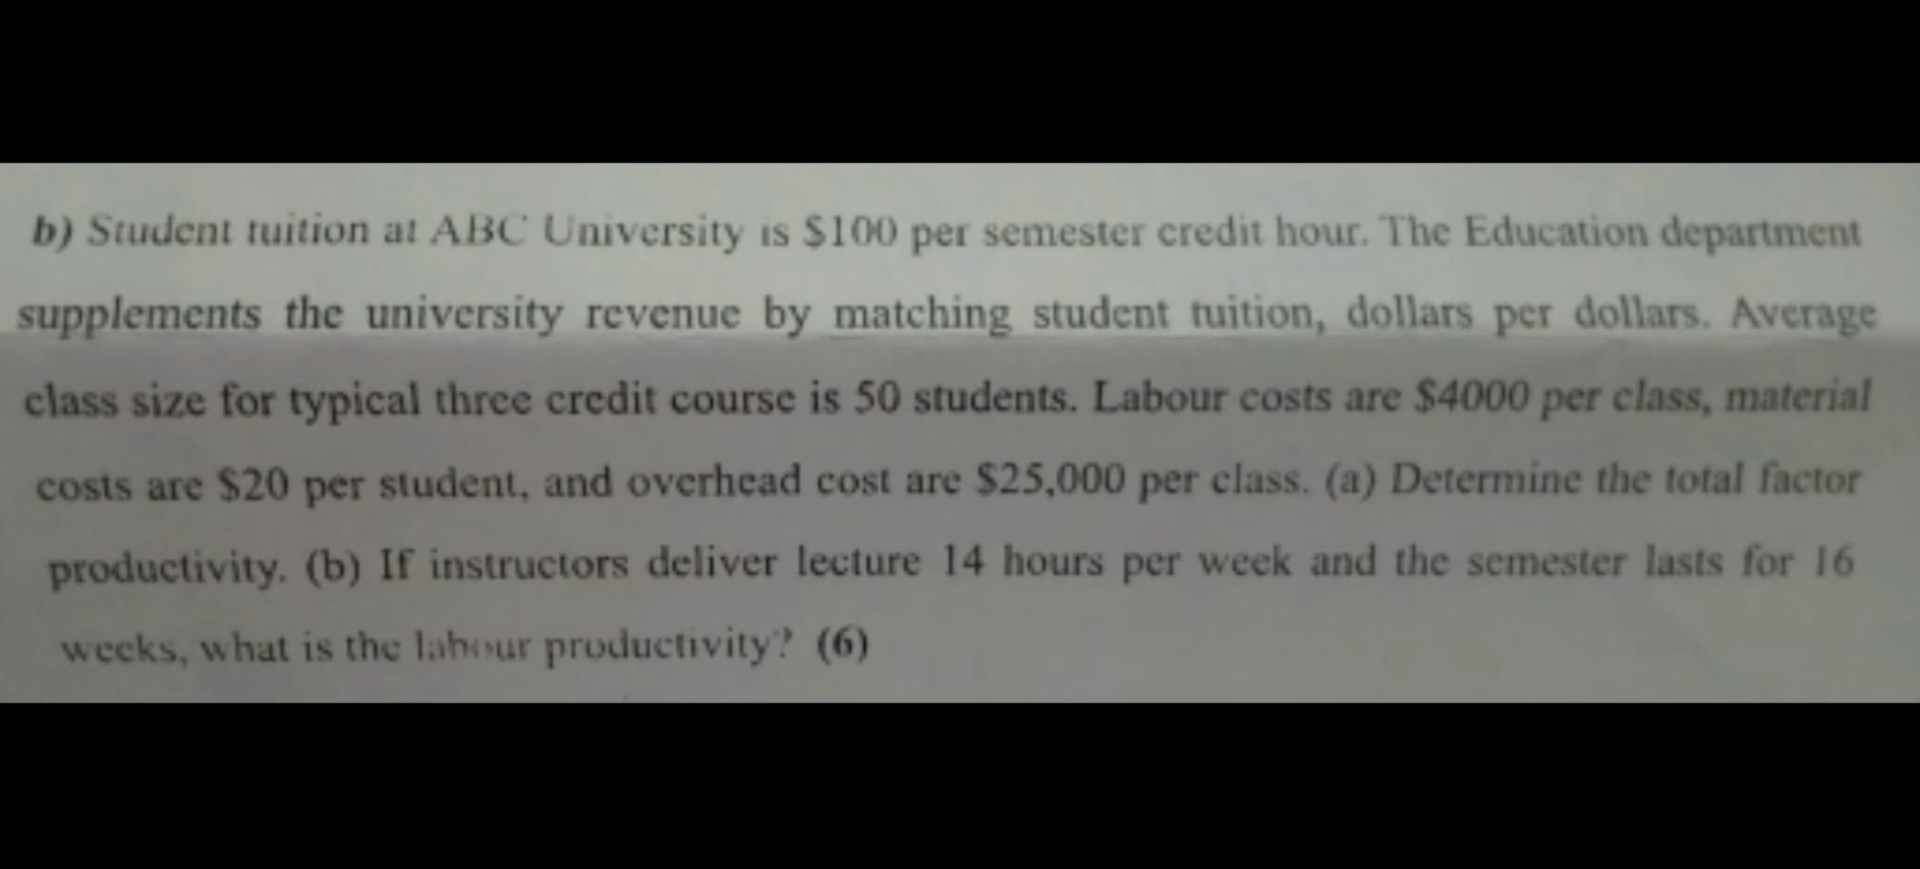 b) Student tuition at ABC University is $100 per semester credit hour. The Education department
supplements the university revenue by matching student tuition, dollars per dollars. Average
class size for typical three credit course is 50 students. Labour costs are $4000 per class, material
costs are $20 per student, and overhead cost are $25,000 per class. (a) Determine the total factor
productivity. (b) If instructors deliver lecture 14 hours per week and the semester lasts for 16
weeks, what is the labour productivity? (6)